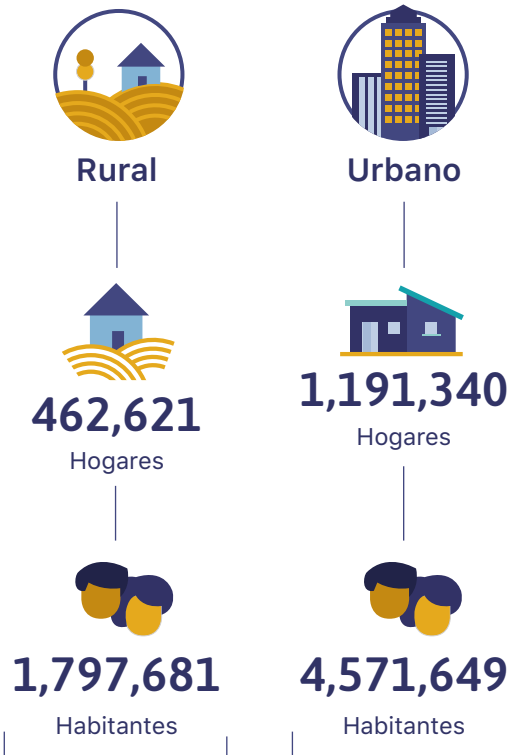 Rural
462,621
Hogares
1,797,681
Habitantes
Urbano
1,191,340
Hogares
4,571,649
Habitantes